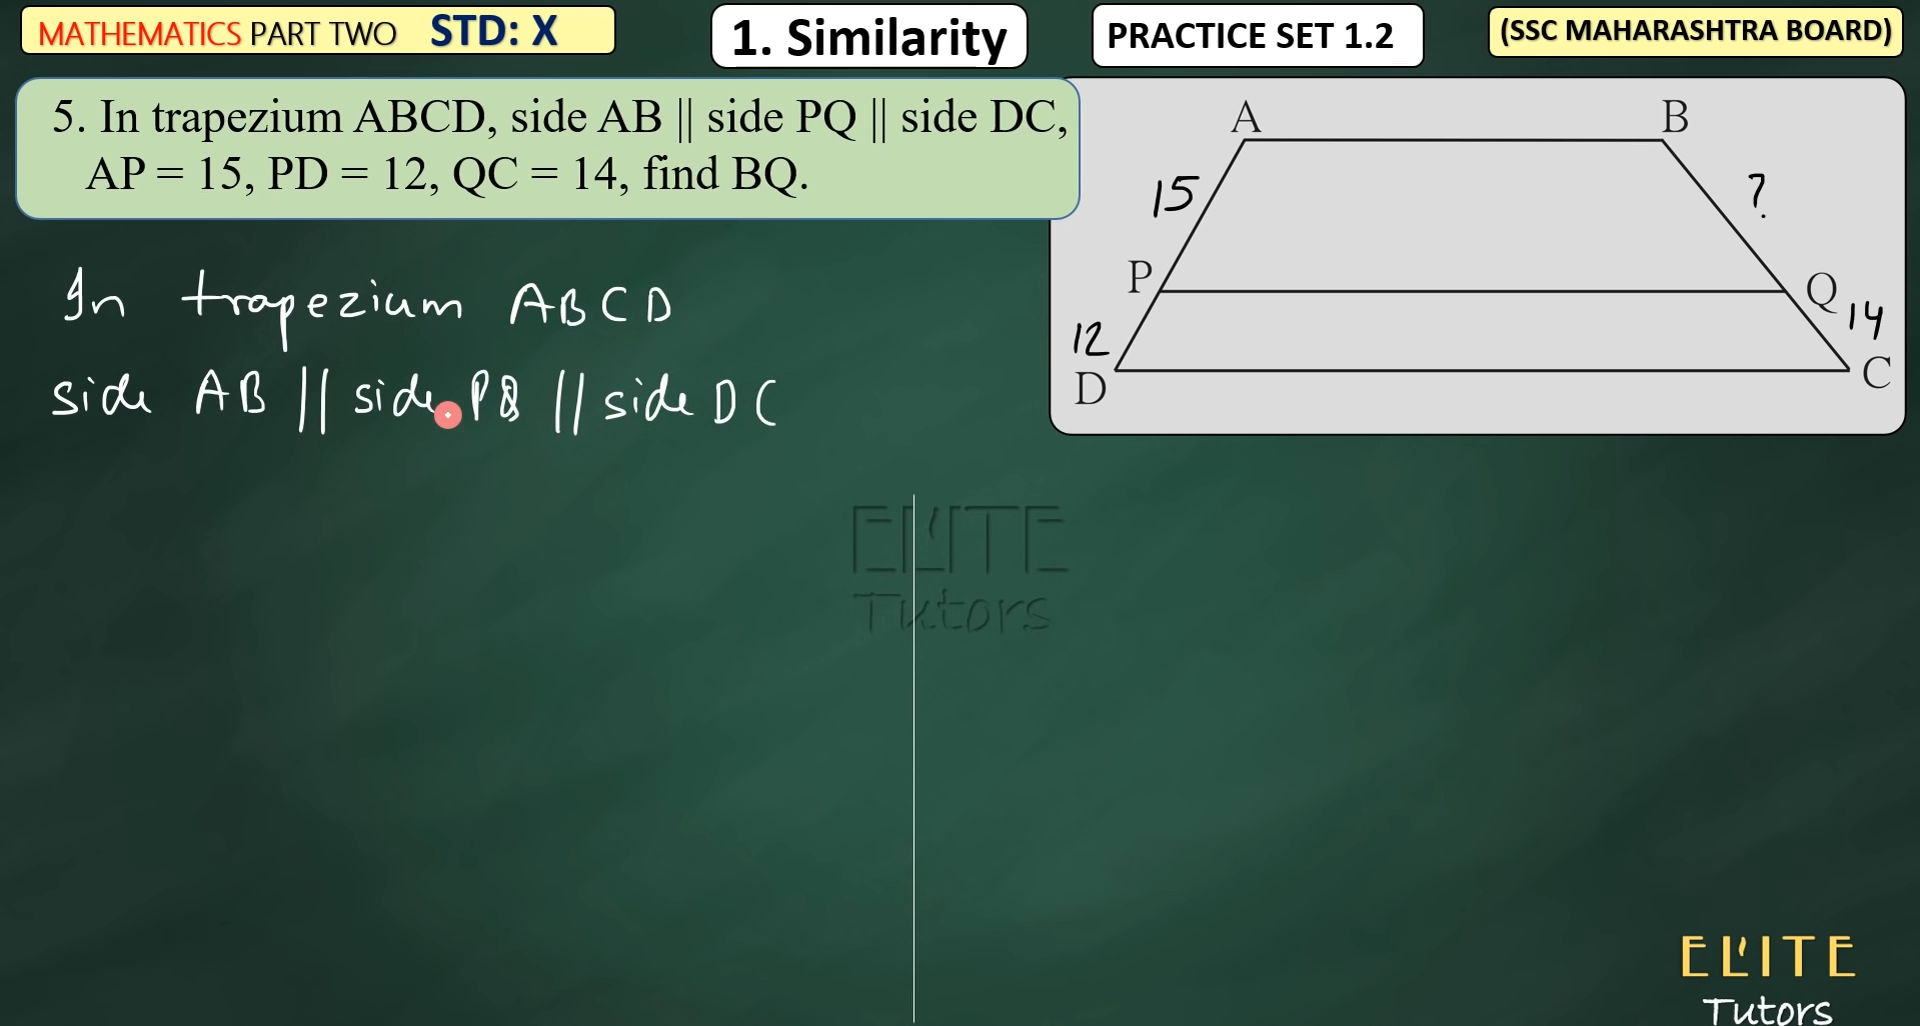 MATHEMATICS PART TWO STD: X
1. Similarity
PRACTICE SET 1.2
(SSC MAHARASHTRA BOARD)
5. In trapezium ABCD, side AB || side PQ || side DC,
AP = 15, PD = 12, QC = 14, find BQ.
A B
15 ?
P Q
12 14
D C
In trapezium ABCD
side AB || side PQ || side DC
ELITE
Tutors
ELITE
Tutors